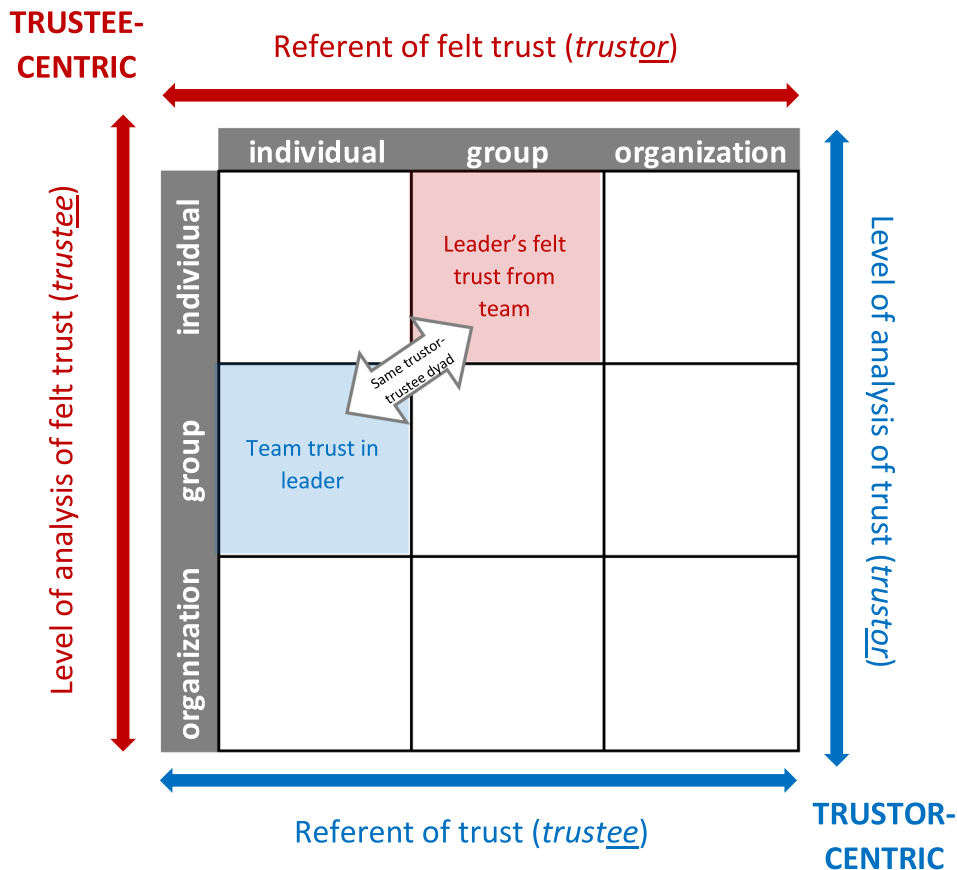 TRUSTEE-
CENTRIC
Referent of felt trust (trustor)
individual group organization
Level of analysis of felt trust (trustee)
individual
group
organization
Leader's felt
trust from
team
Same trustor-
trustee dyad
Team trust in
leader
Level of analysis of trust (trustor)
Referent of trust (trustee)
TRUSTOR-
CENTRIC